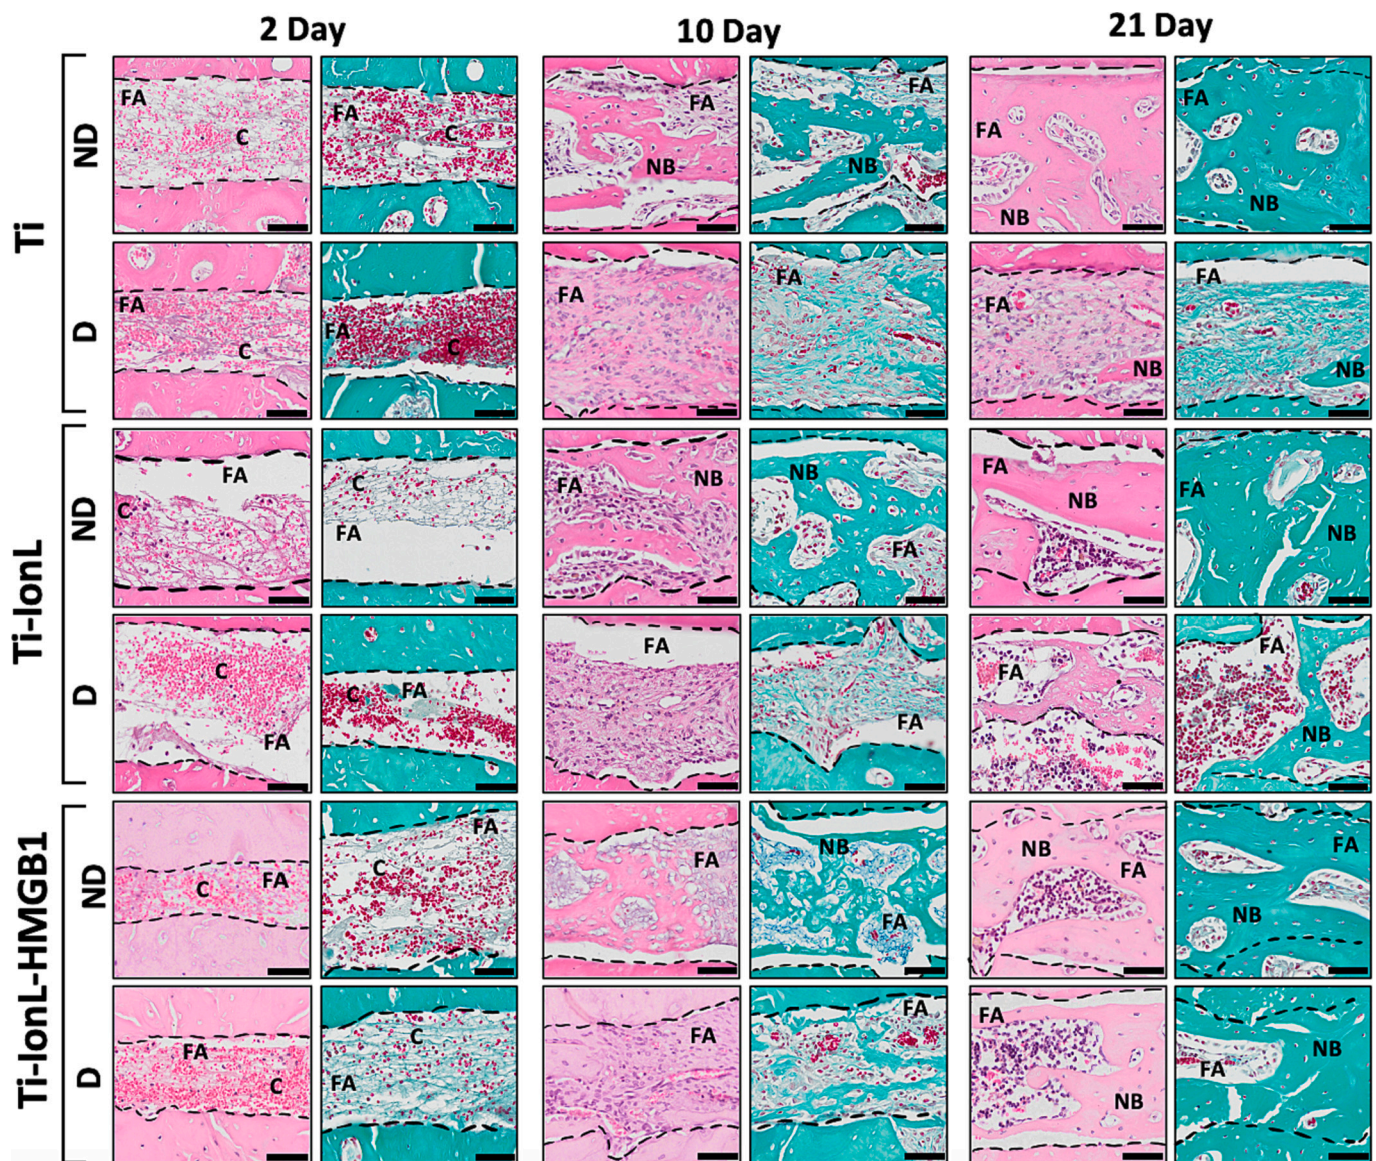 2 Day 10 Day 21 Day
Ti
ND
FA C FA C FA NB FA NB FA NB FA NB
D
FA C FA C FA FA FA NB FA NB
Ti-IonL
ND
FA C C FA FA NB NB FA FA NB FA NB
D
C FA C FA FA FA FA FA NB
Ti-IonL-HMGB1
ND
C FA C FA FA NB FA NB FA FA NB
D
FA C C FA FA FA FA NB FA NB